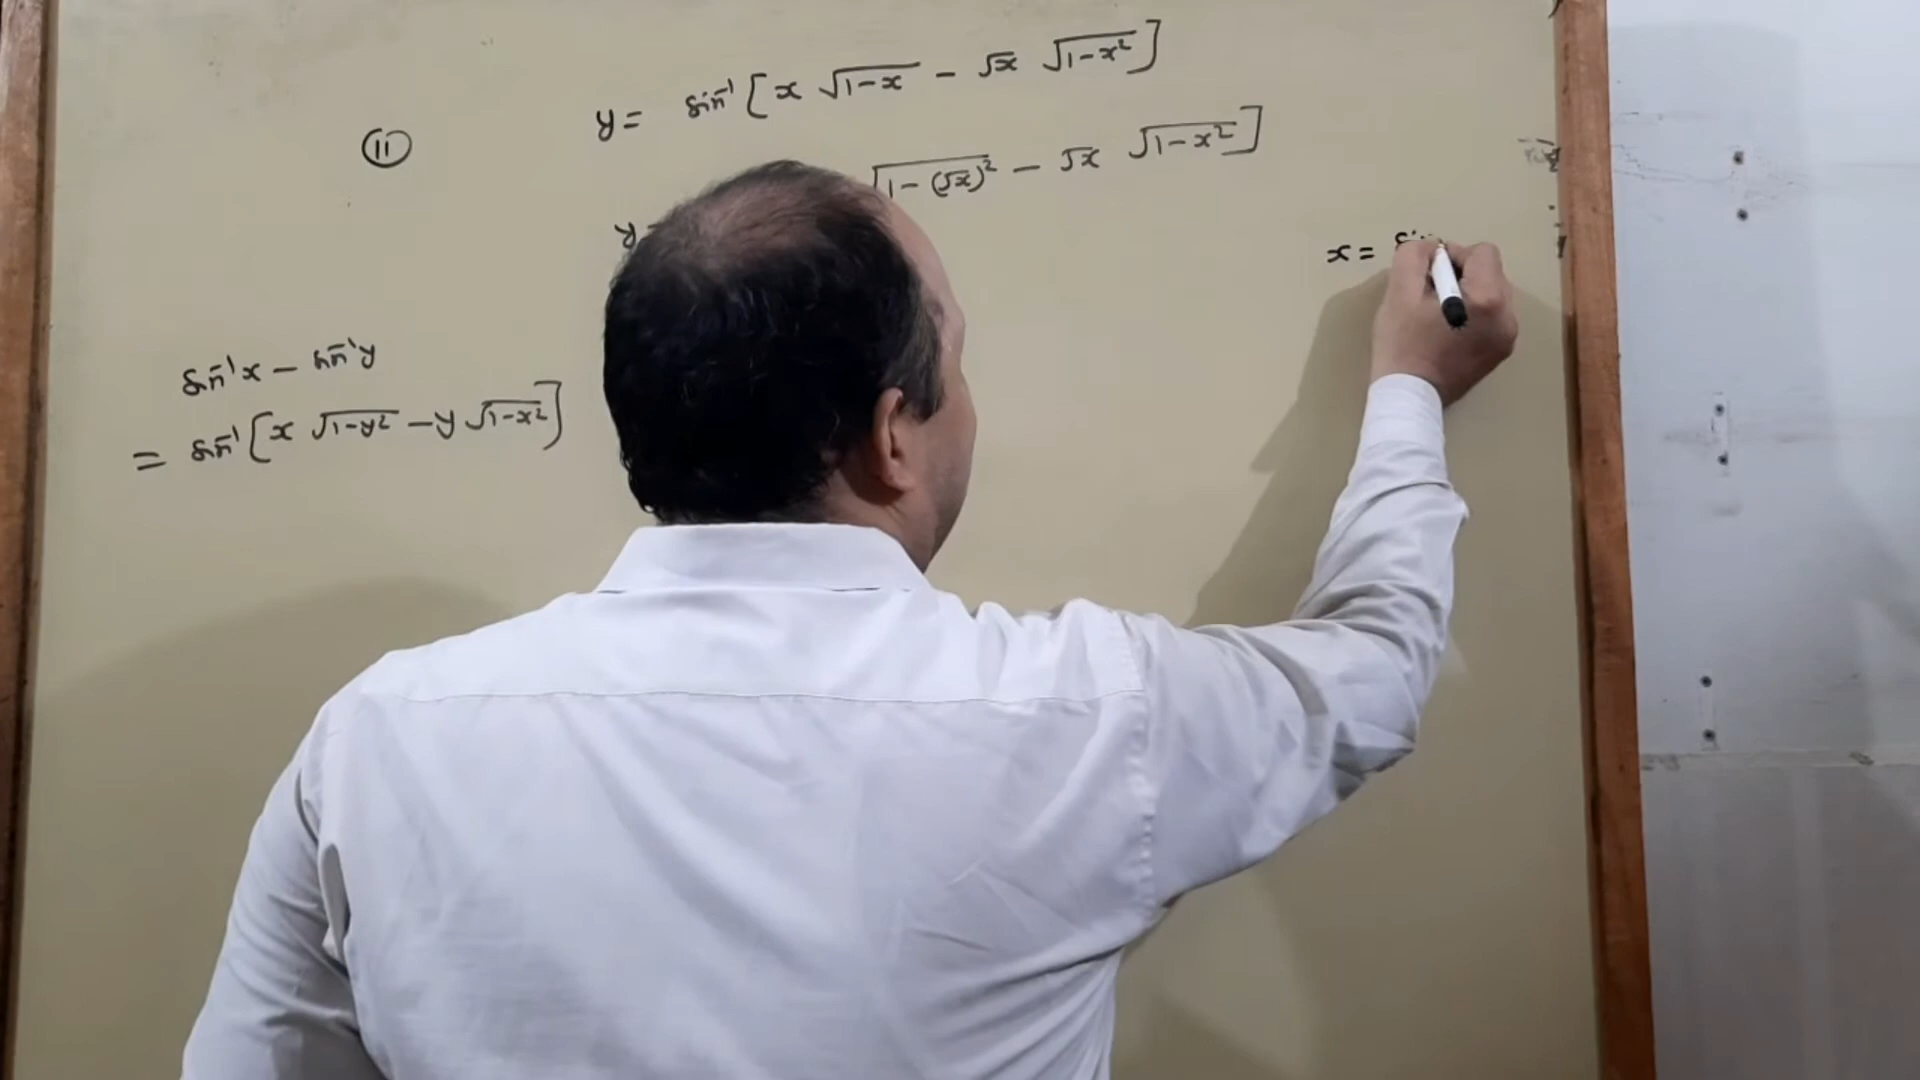 (11) y = sin⁻¹[x √(1-x) - √x √(1-x²)]
y = √(1-(√x)²) - √x √(1-x²)]
x = sin
sin⁻¹x - sin⁻¹y
= sin⁻¹[x √(1-y²) - y √(1-x²)]